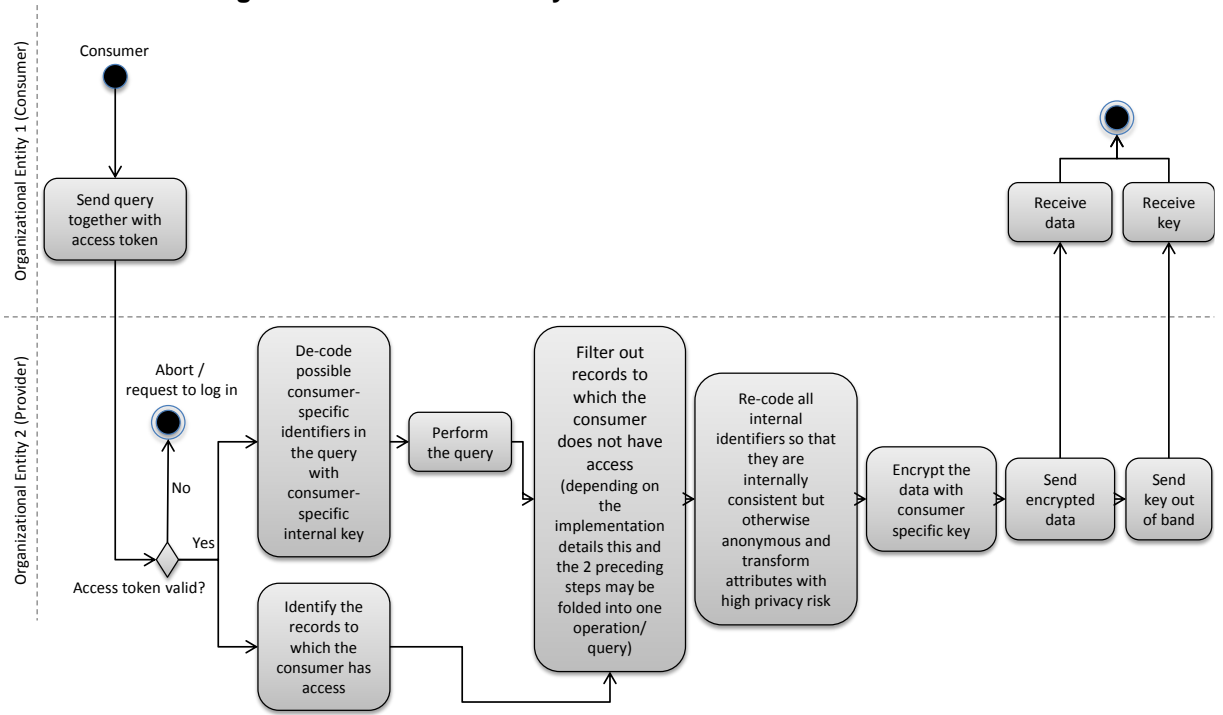 Organizational Entity 1 (Consumer)
Consumer
Send query
together with
access token
Receive
data
Receive
key
Organizational Entity 2 (Provider)
Abort /
request to log in
No
Yes
Access token valid?
De-code
possible
consumer-
specific
identifiers in
the query
with
consumer-
specific
internal key
Perform
the query
Identify the
records to
which the
consumer has
access
Filter out
records to
which the
consumer
does not have
access
(depending on
the
implementation
details this and
the 2 preceding
steps may be
folded into one
operation/
query)
Re-code all
internal
identifiers so that
they are
internally
consistent but
otherwise
anonymous and
transform
attributes with
high privacy risk
Encrypt the
data with
consumer
specific key
Send
encrypted
data
Send
key out
of band